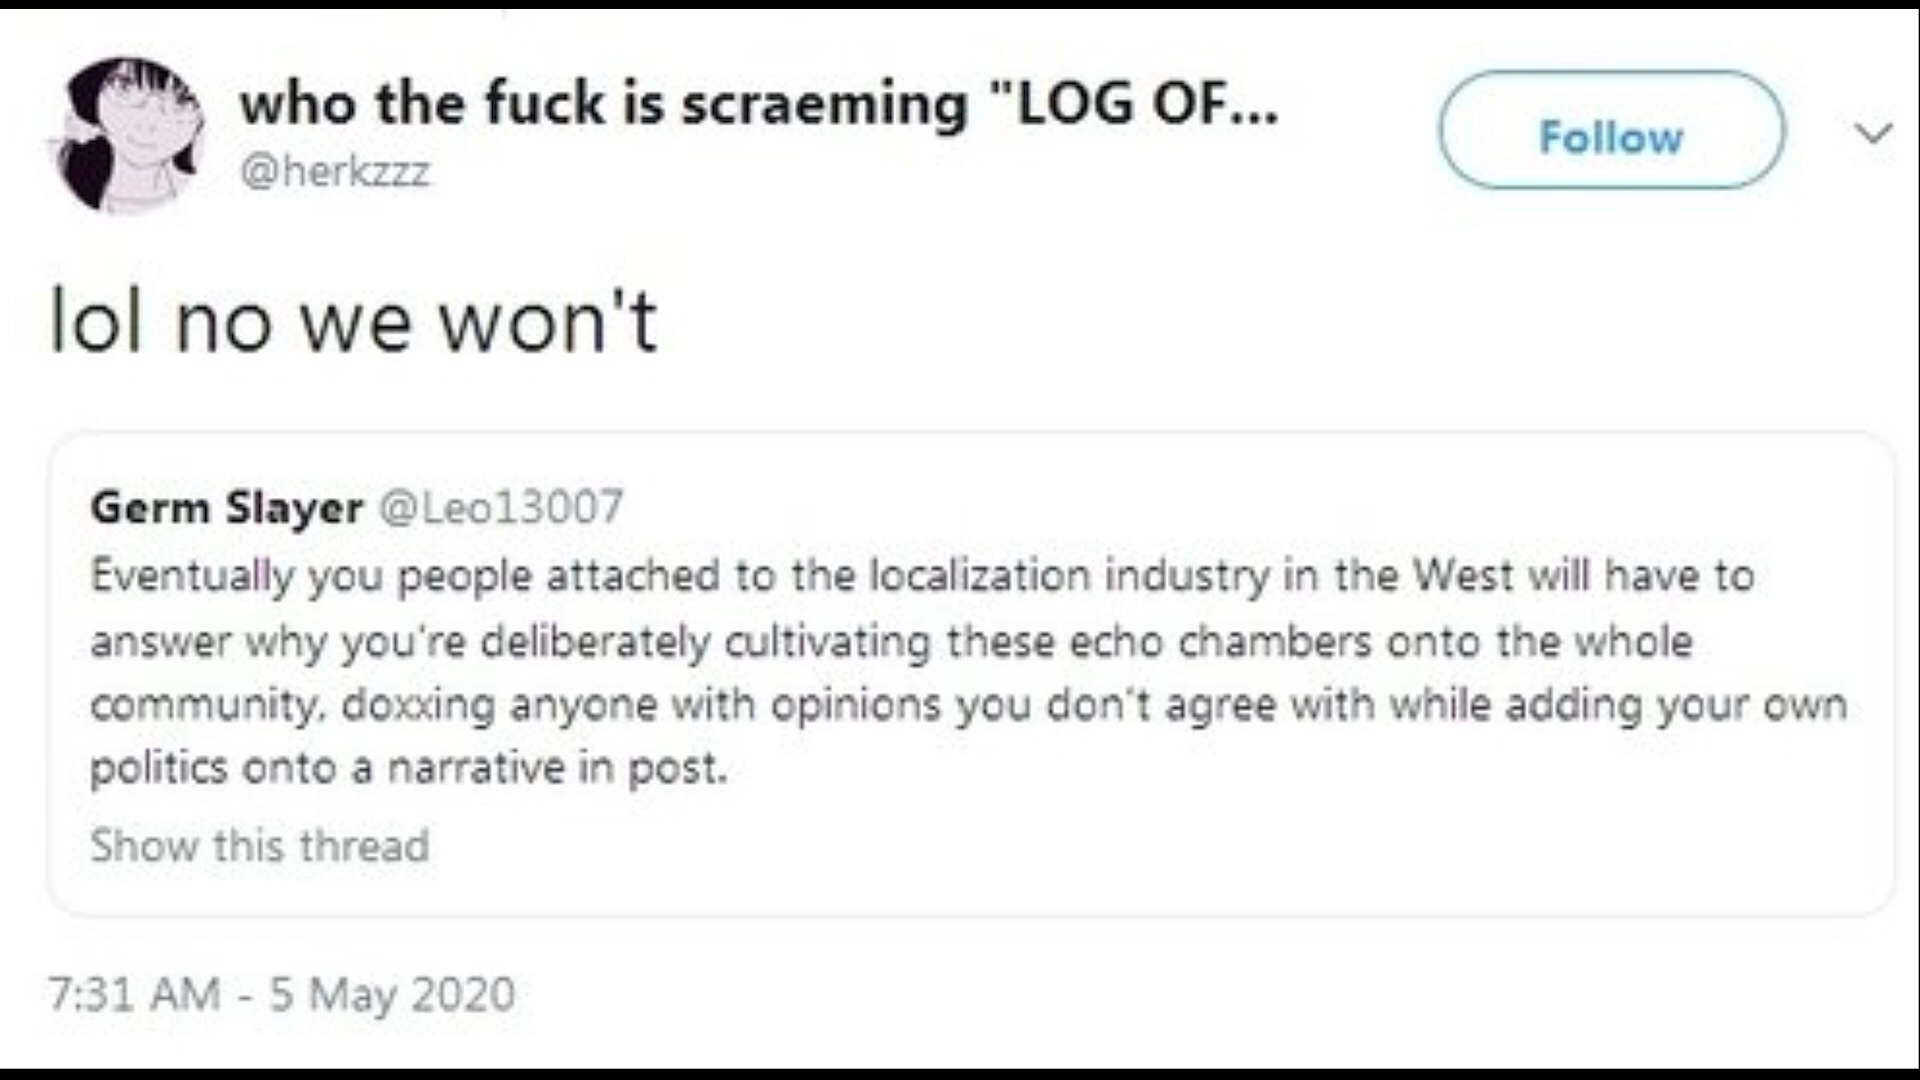 who the fuck is scraeming "LOG OF...
@herkzzz
Follow
lol no we won't
Germ Slayer @Leo13007
Eventually you people attached to the localization industry in the West will have to
answer why you're deliberately cultivating these echo chambers onto the whole
community, doxxing anyone with opinions you don't agree with while adding your own
politics onto a narrative in post.
Show this thread
7:31 AM - 5 May 2020